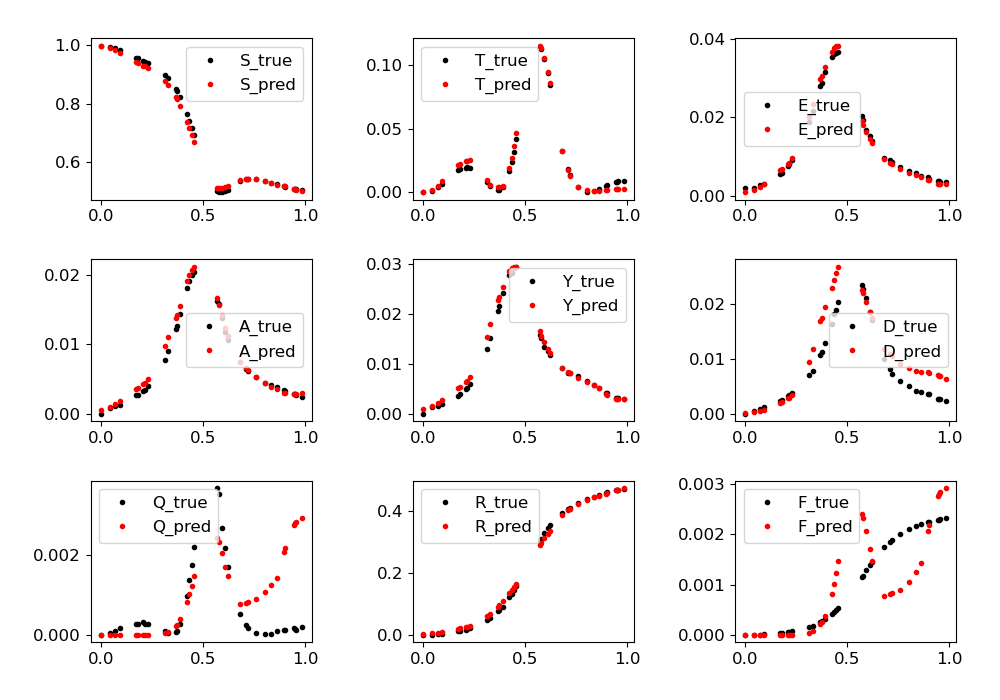 1.0
0.8
0.6
0.0 0.5 1.0
S_true
S_pred
0.10
0.05
0.00
0.0 0.5 1.0
T_true
T_pred
0.04
0.02
0.00
0.0 0.5 1.0
E_true
E_pred
0.02
0.01
0.00
0.0 0.5 1.0
A_true
A_pred
0.03
0.02
0.01
0.00
0.0 0.5 1.0
Y_true
Y_pred
0.02
0.01
0.00
0.0 0.5 1.0
D_true
D_pred
0.002
0.000
0.0 0.5 1.0
Q_true
Q_pred
0.4
0.2
0.0
0.0 0.5 1.0
R_true
R_pred
0.003
0.002
0.001
0.000
0.0 0.5 1.0
F_true
F_pred